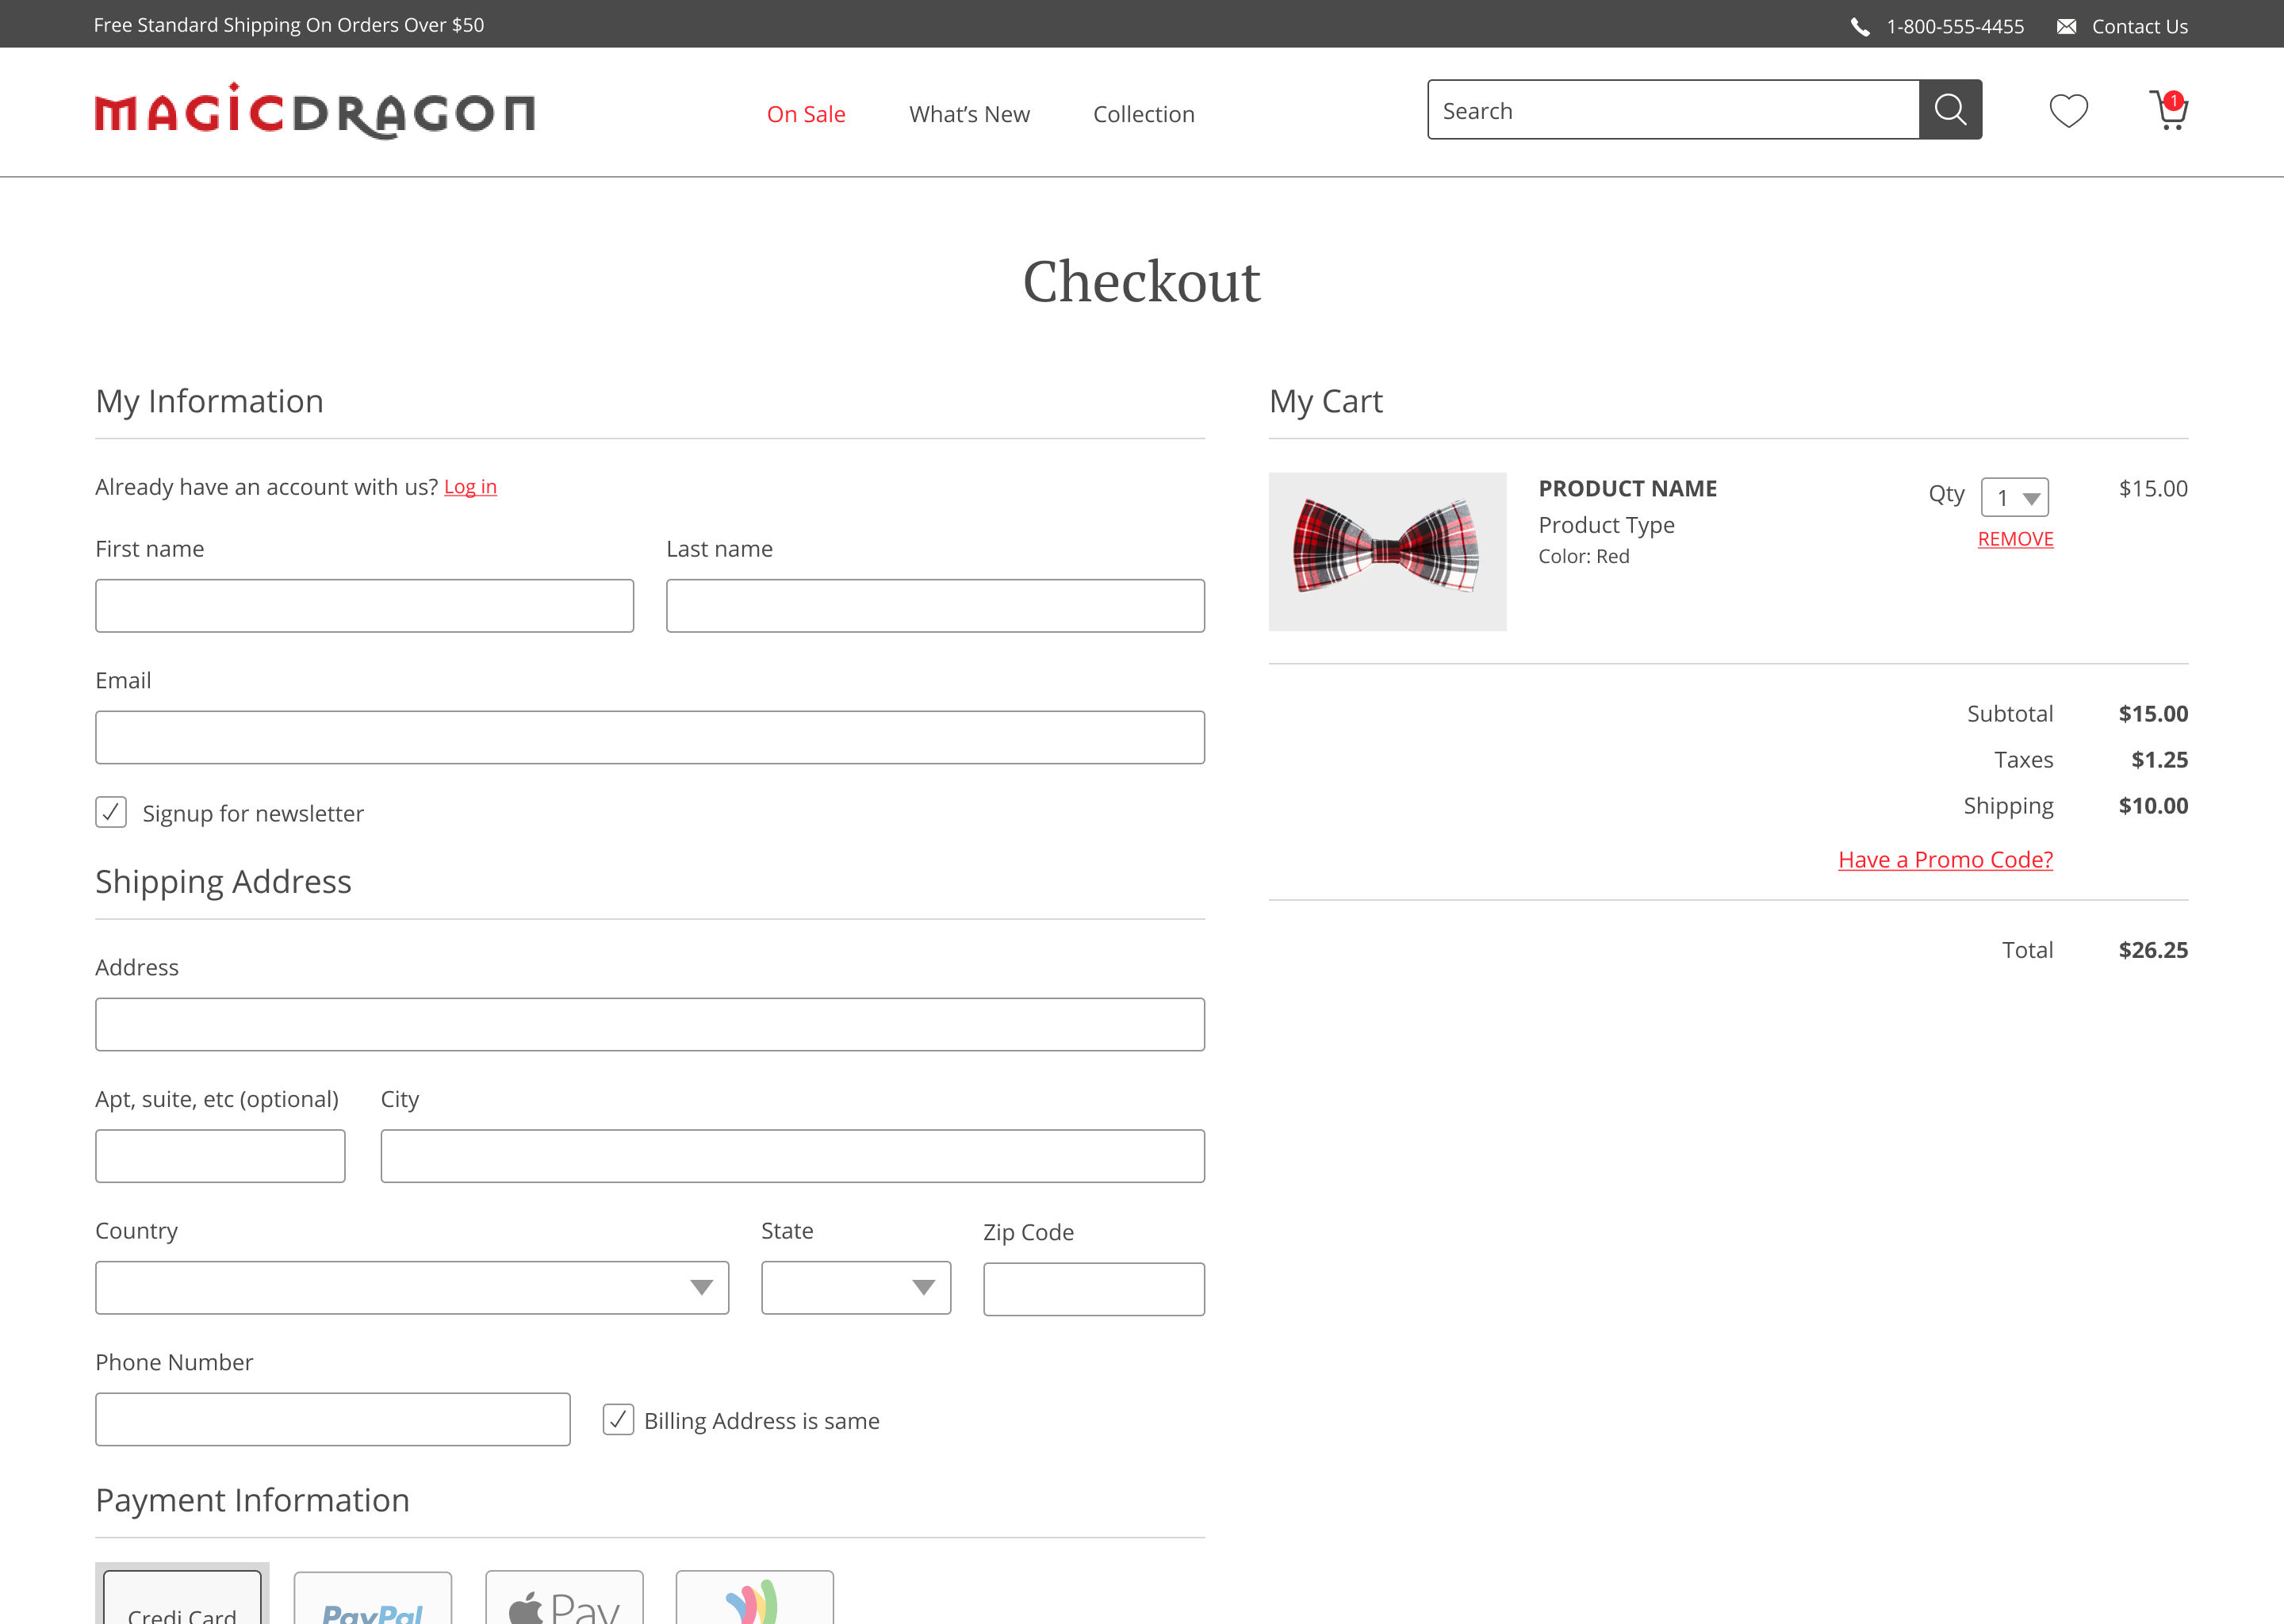 Free Standard Shipping On Orders Over $50
1-800-555-4455
Contact Us
MAGICDRAGON
On Sale
What's New
Collection
Search
1
Checkout
My Information
Already have an account with us? Log in
First name
Last name
Email
Signup for newsletter
Shipping Address
Address
Apt, suite, etc (optional)
City
Country
State
Zip Code
Phone Number
Billing Address is same
Payment Information
Credi Card
PayPal
Pay
My Cart
PRODUCT NAME
Product Type
Color: Red
Qty 1
REMOVE
$15.00
Subtotal $15.00
Taxes $1.25
Shipping $10.00
Have a Promo Code?
Total $26.25